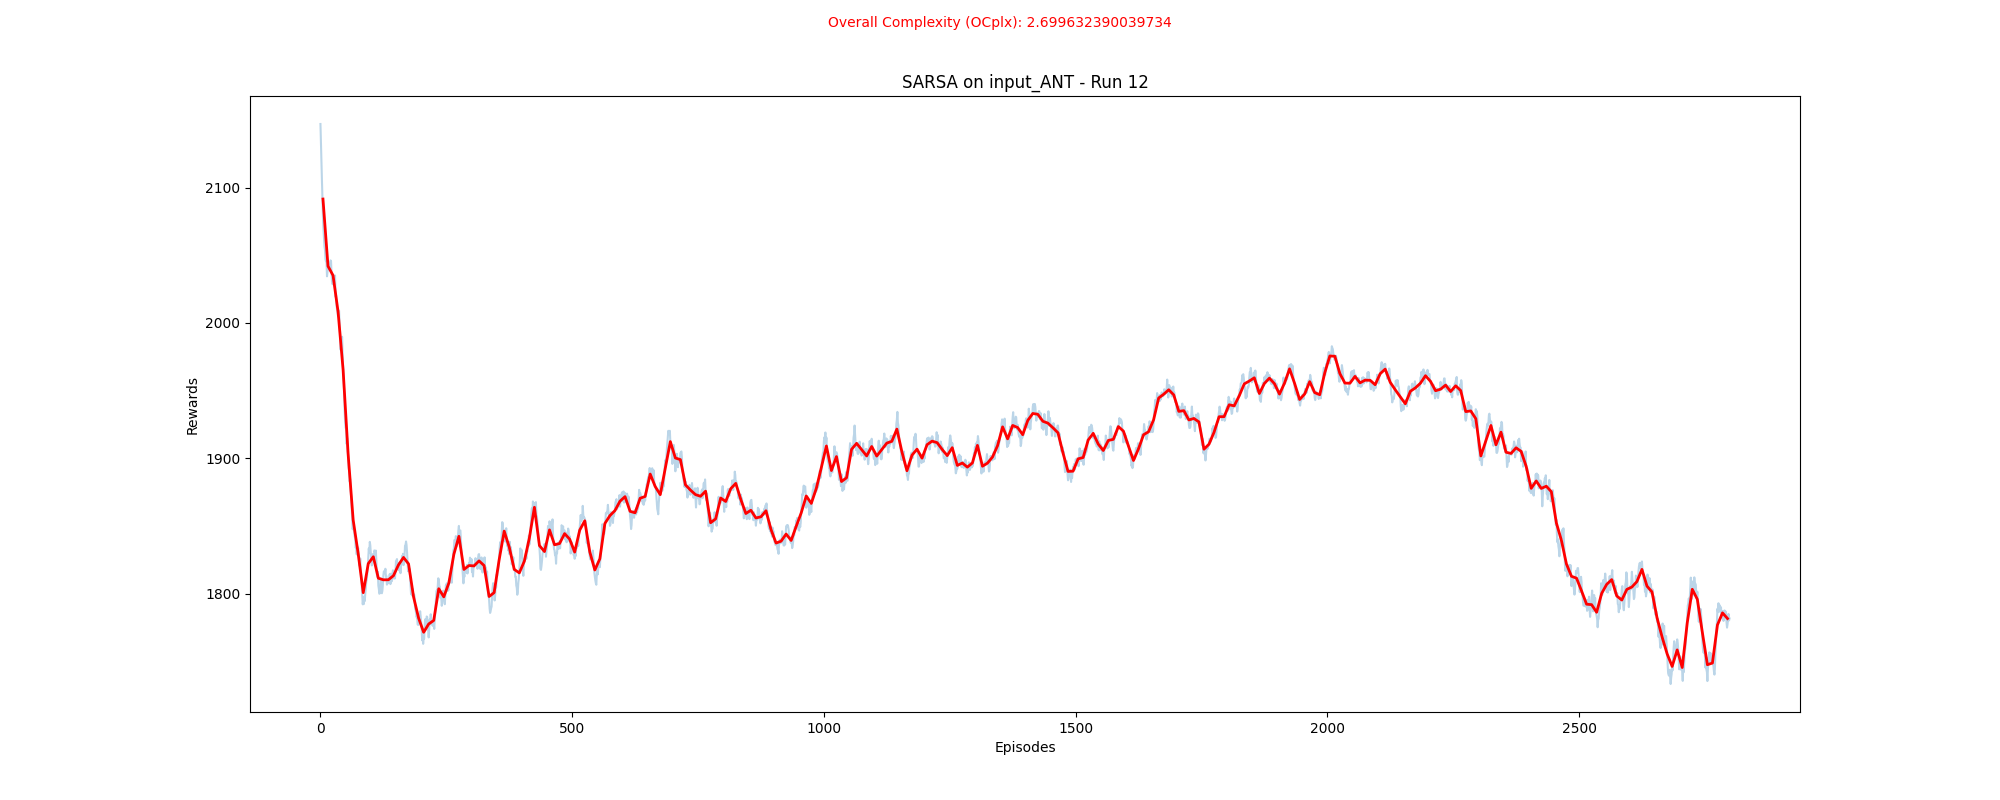 Overall Complexity (OCplx): 2.699632390039734
SARSA on input_ANT - Run 12
Rewards
2100
2000
1900
1800
0 500 1000 1500 2000 2500
Episodes